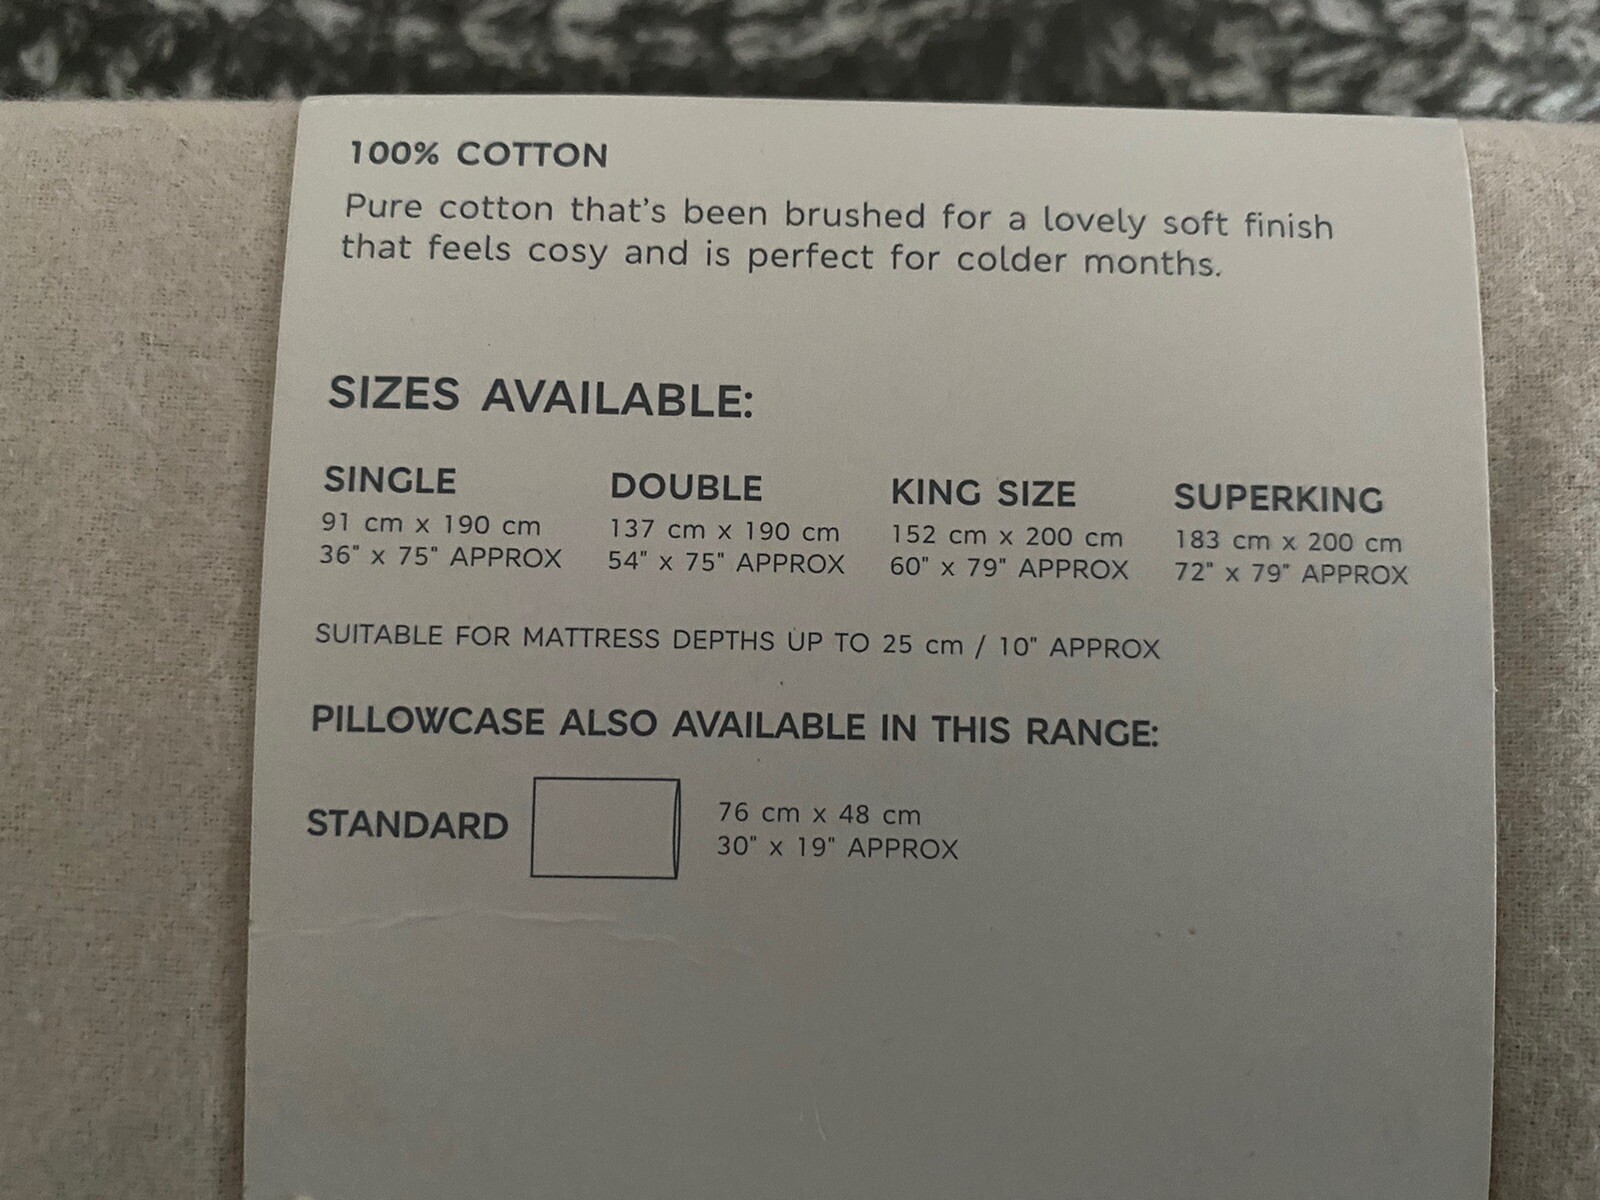 100% COTTON
Pure cotton that's been brushed for a lovely soft finish
that feels cosy and is perfect for colder months.
SIZES AVAILABLE:
SINGLE
91 cm x 190 cm
36" x 75" APPROX
DOUBLE
137 cm x 190 cm
54" x 75" APPROX
KING SIZE
152 cm x 200 cm
60" x 79" APPROX
SUPERKING
183 cm x 200 cm
72" x 79" APPROX
SUITABLE FOR MATTRESS DEPTHS UP TO 25 cm / 10" APPROX
PILLOWCASE ALSO AVAILABLE IN THIS RANGE:
STANDARD
76 cm x 48 cm
30" x 19" APPROX